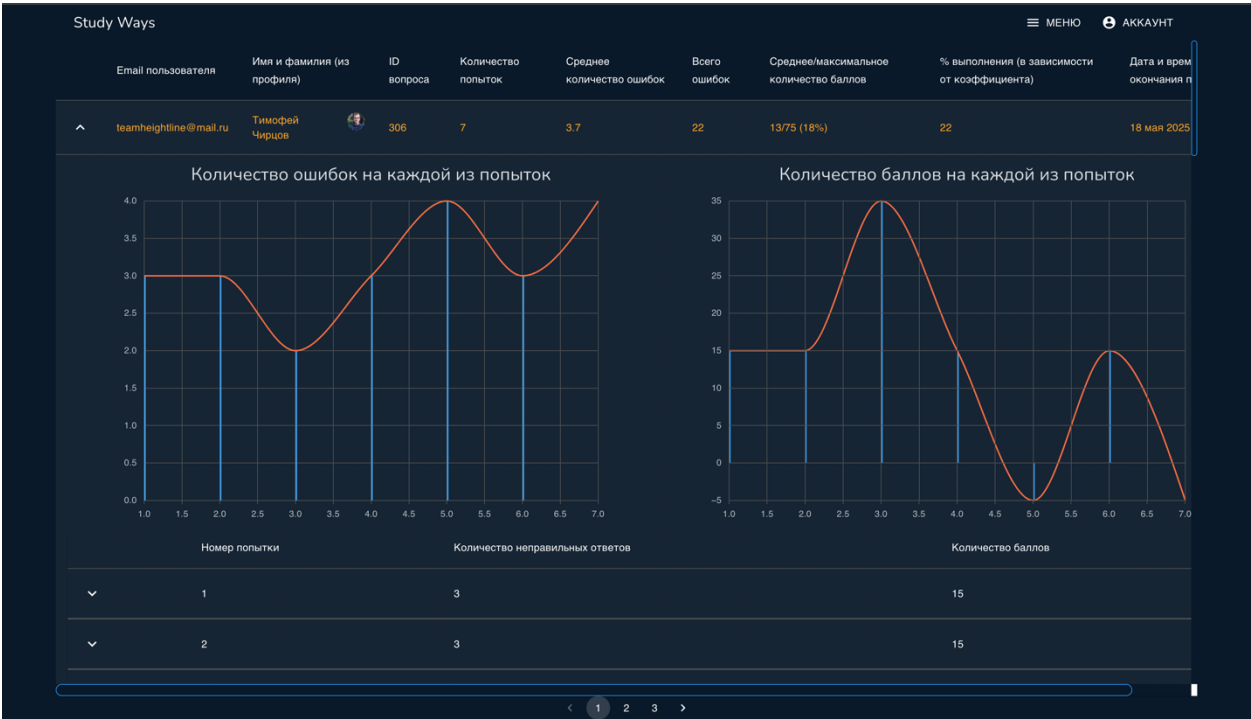 Study Ways
МЕНЮ
АККАУНТ
Email пользователя
Имя и фамилия (из
профиля)
ID
вопроса
Количество
попыток
Среднее
количество ошибок
Всего
ошибок
Среднее/максимальное
количество баллов
% выполнения (в зависимости
от коэффициента)
Дата и врем
окончания п
teamheightline@mail.ru
Тимофей
Чирцов
306
7
3.7
22
13/75 (18%)
22
18 мая 2025
Количество ошибок на каждой из попыток
4.0
3.5
3.0
2.5
2.0
1.5
1.0
0.5
0.0
1.0 1.5 2.0 2.5 3.0 3.5 4.0 4.5 5.0 5.5 6.0 6.5 7.0
Количество баллов на каждой из попыток
35
30
25
20
15
10
5
0
−5
1.0 1.5 2.0 2.5 3.0 3.5 4.0 4.5 5.0 5.5 6.0 6.5 7.0
Номер попытки Количество неправильных ответов Количество баллов
1 3 15
2 3 15
1 2 3